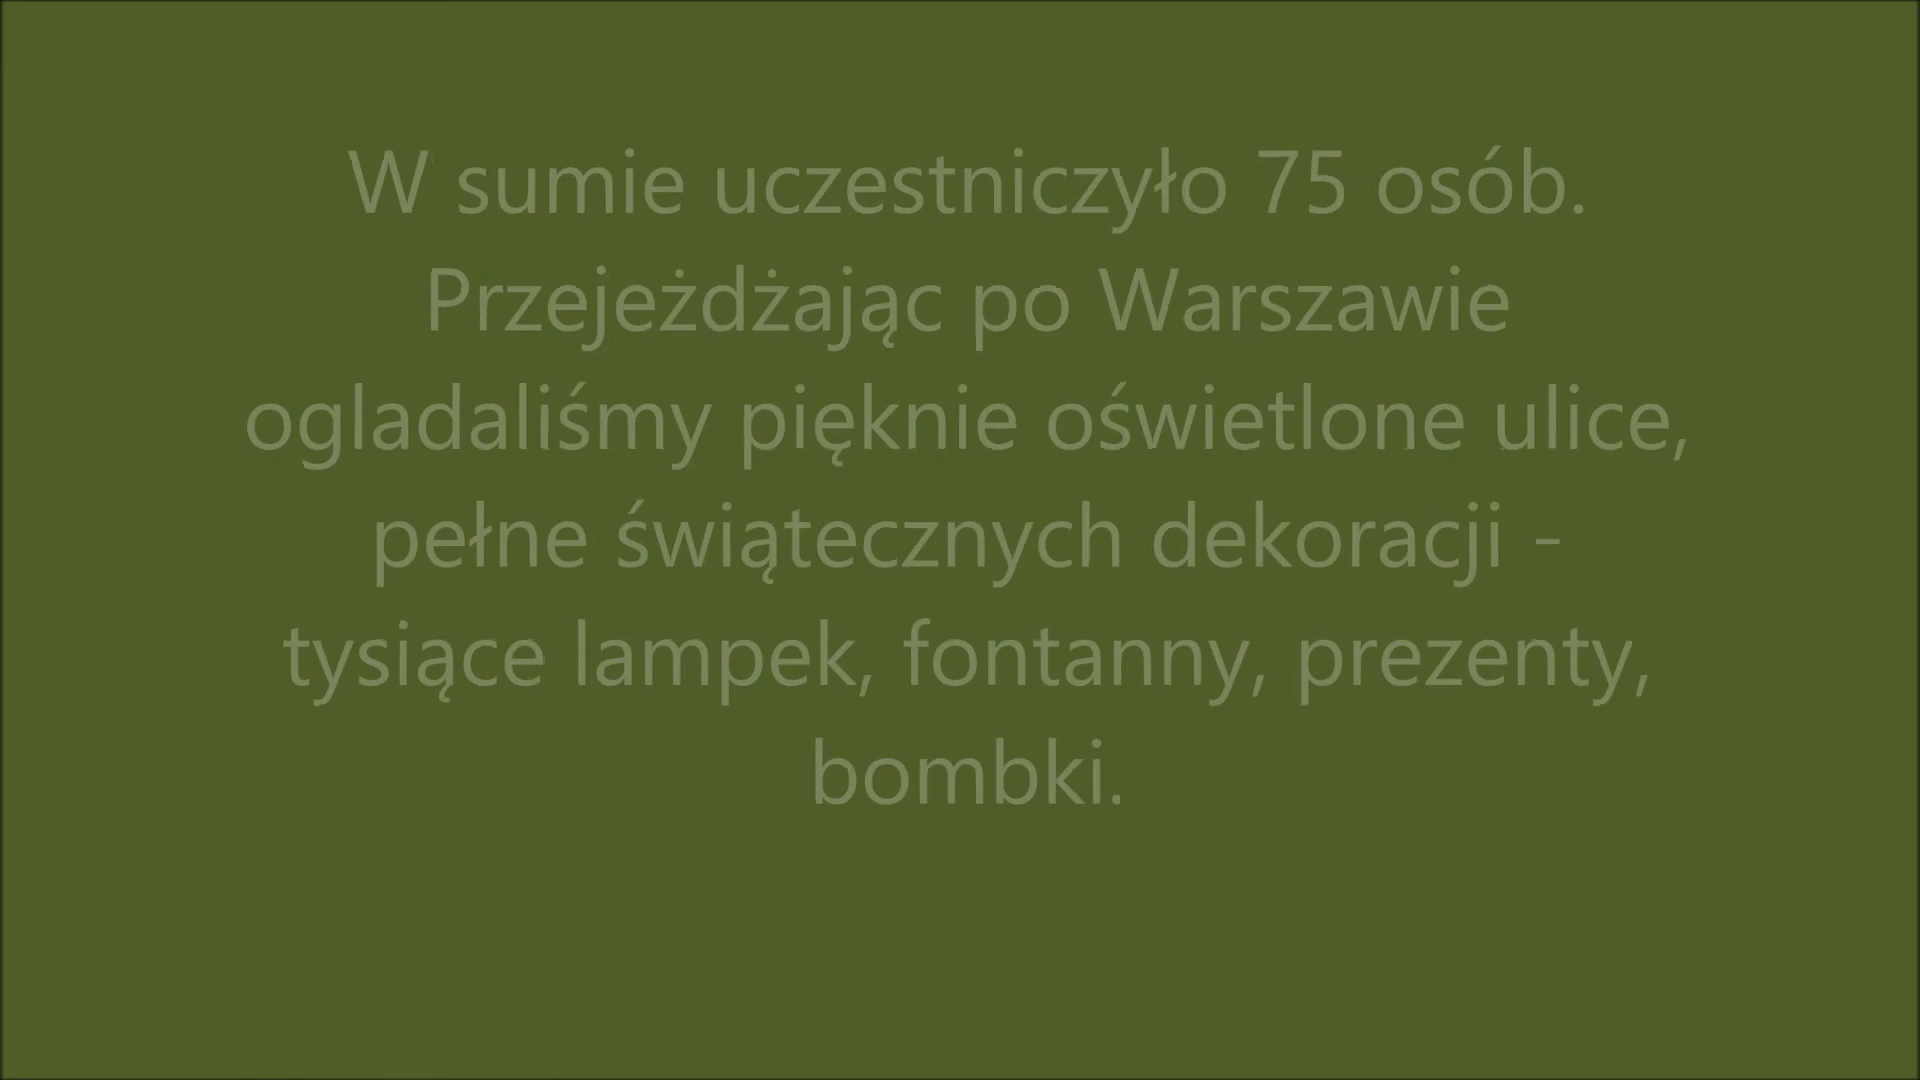 W sumie uczestniczyło 75 osób.
Przejeżdżając po Warszawie
ogladaliśmy pięknie oświetlone ulice,
pełne świątecznych dekoracji -
tysiące lampek, fontanny, prezenty,
bombki.